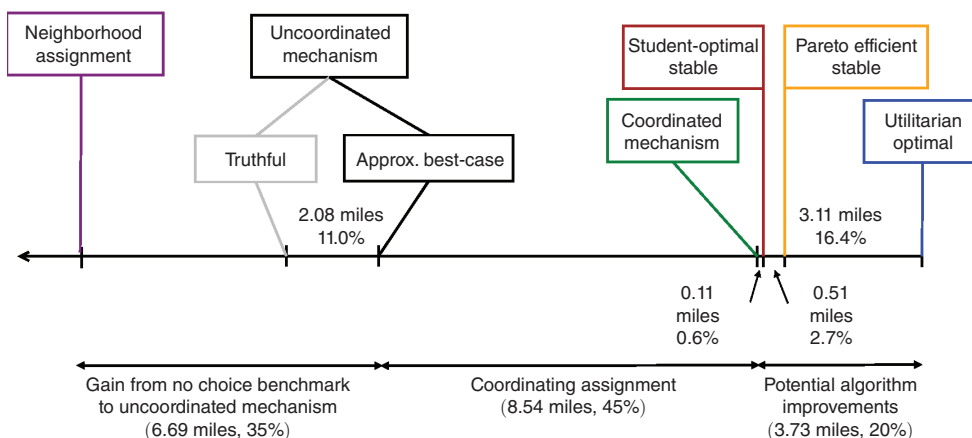 Neighborhood
assignment
Uncoordinated
mechanism
Student-optimal
stable
Pareto efficient
stable
Truthful
Approx. best-case
Coordinated
mechanism
Utilitarian
optimal
2.08 miles
11.0%
3.11 miles
16.4%
0.11
miles
0.6%
0.51
miles
2.7%
Gain from no choice benchmark
to uncoordinated mechanism
(6.69 miles, 35%)
Coordinating assignment
(8.54 miles, 45%)
Potential algorithm
improvements
(3.73 miles, 20%)